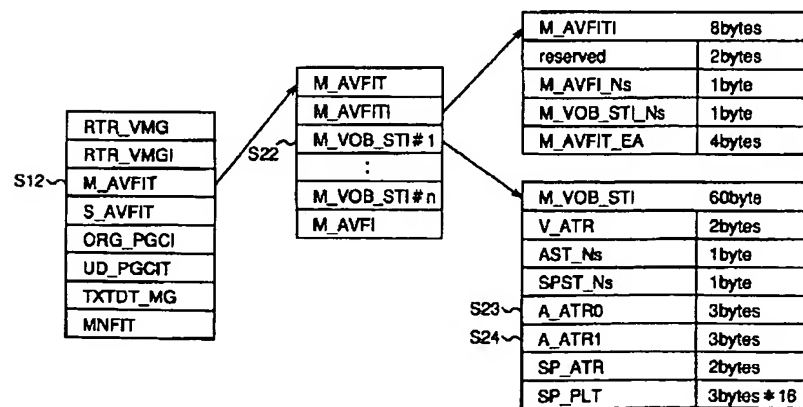 RTR_VMG
RTR_VMGI
S12
M_AVFIT
S_AVFIT
ORG_PGCI
UD_PGCIT
TXTDT_MG
MNFIT
M_AVFIT
M_AVFITI
S22
M_VOB_STI#1
:
M_VOB_STI#n
M_AVFI
M_AVFITI 8bytes
reserved 2bytes
M_AVFI_Ns 1byte
M_VOB_STI_Ns 1byte
M_AVFIT_EA 4bytes
M_VOB_STI 60byte
V_ATR 2bytes
AST_Ns 1byte
SPST_Ns 1byte
S23 A_ATR0 3bytes
S24 A_ATR1 3bytes
SP_ATR 2bytes
SP_PLT 3bytes*16